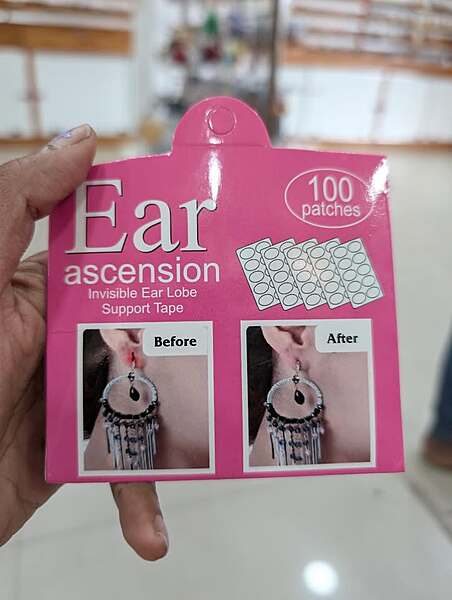 Ear
ascension
Invisible Ear Lobe
Support Tape
100
patches
Before
After